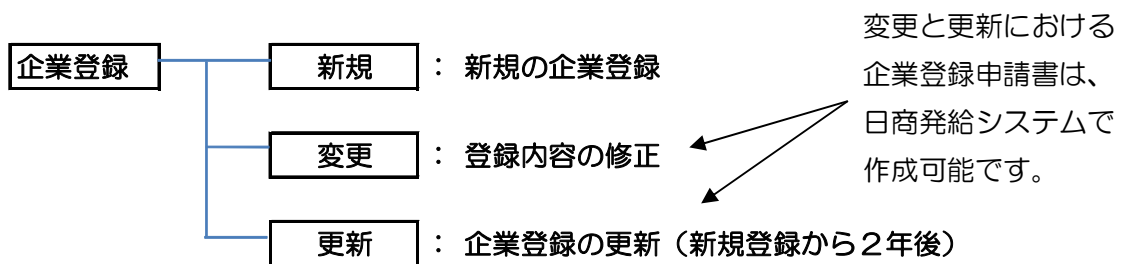 企業登録
新規 : 新規の企業登録
変更 : 登録内容の修正
更新 : 企業登録の更新（新規登録から２年後）
変更と更新における
企業登録申請書は、
日商発給システムで
作成可能です。